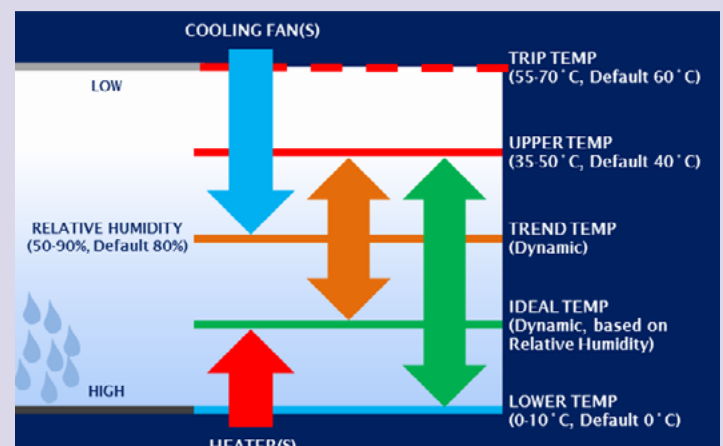 COOLING FAN(S)
TRIP TEMP
(55-70˚C, Default 60˚C)
LOW
UPPER TEMP
(35-50˚C, Default 40˚C)
RELATIVE HUMIDITY
(50-90%, Default 80%)
TREND TEMP
(Dynamic)
IDEAL TEMP
(Dynamic, based on
Relative Humidity)
HIGH
LOWER TEMP
(0-10˚C, Default 0˚C)
HEATER(S)